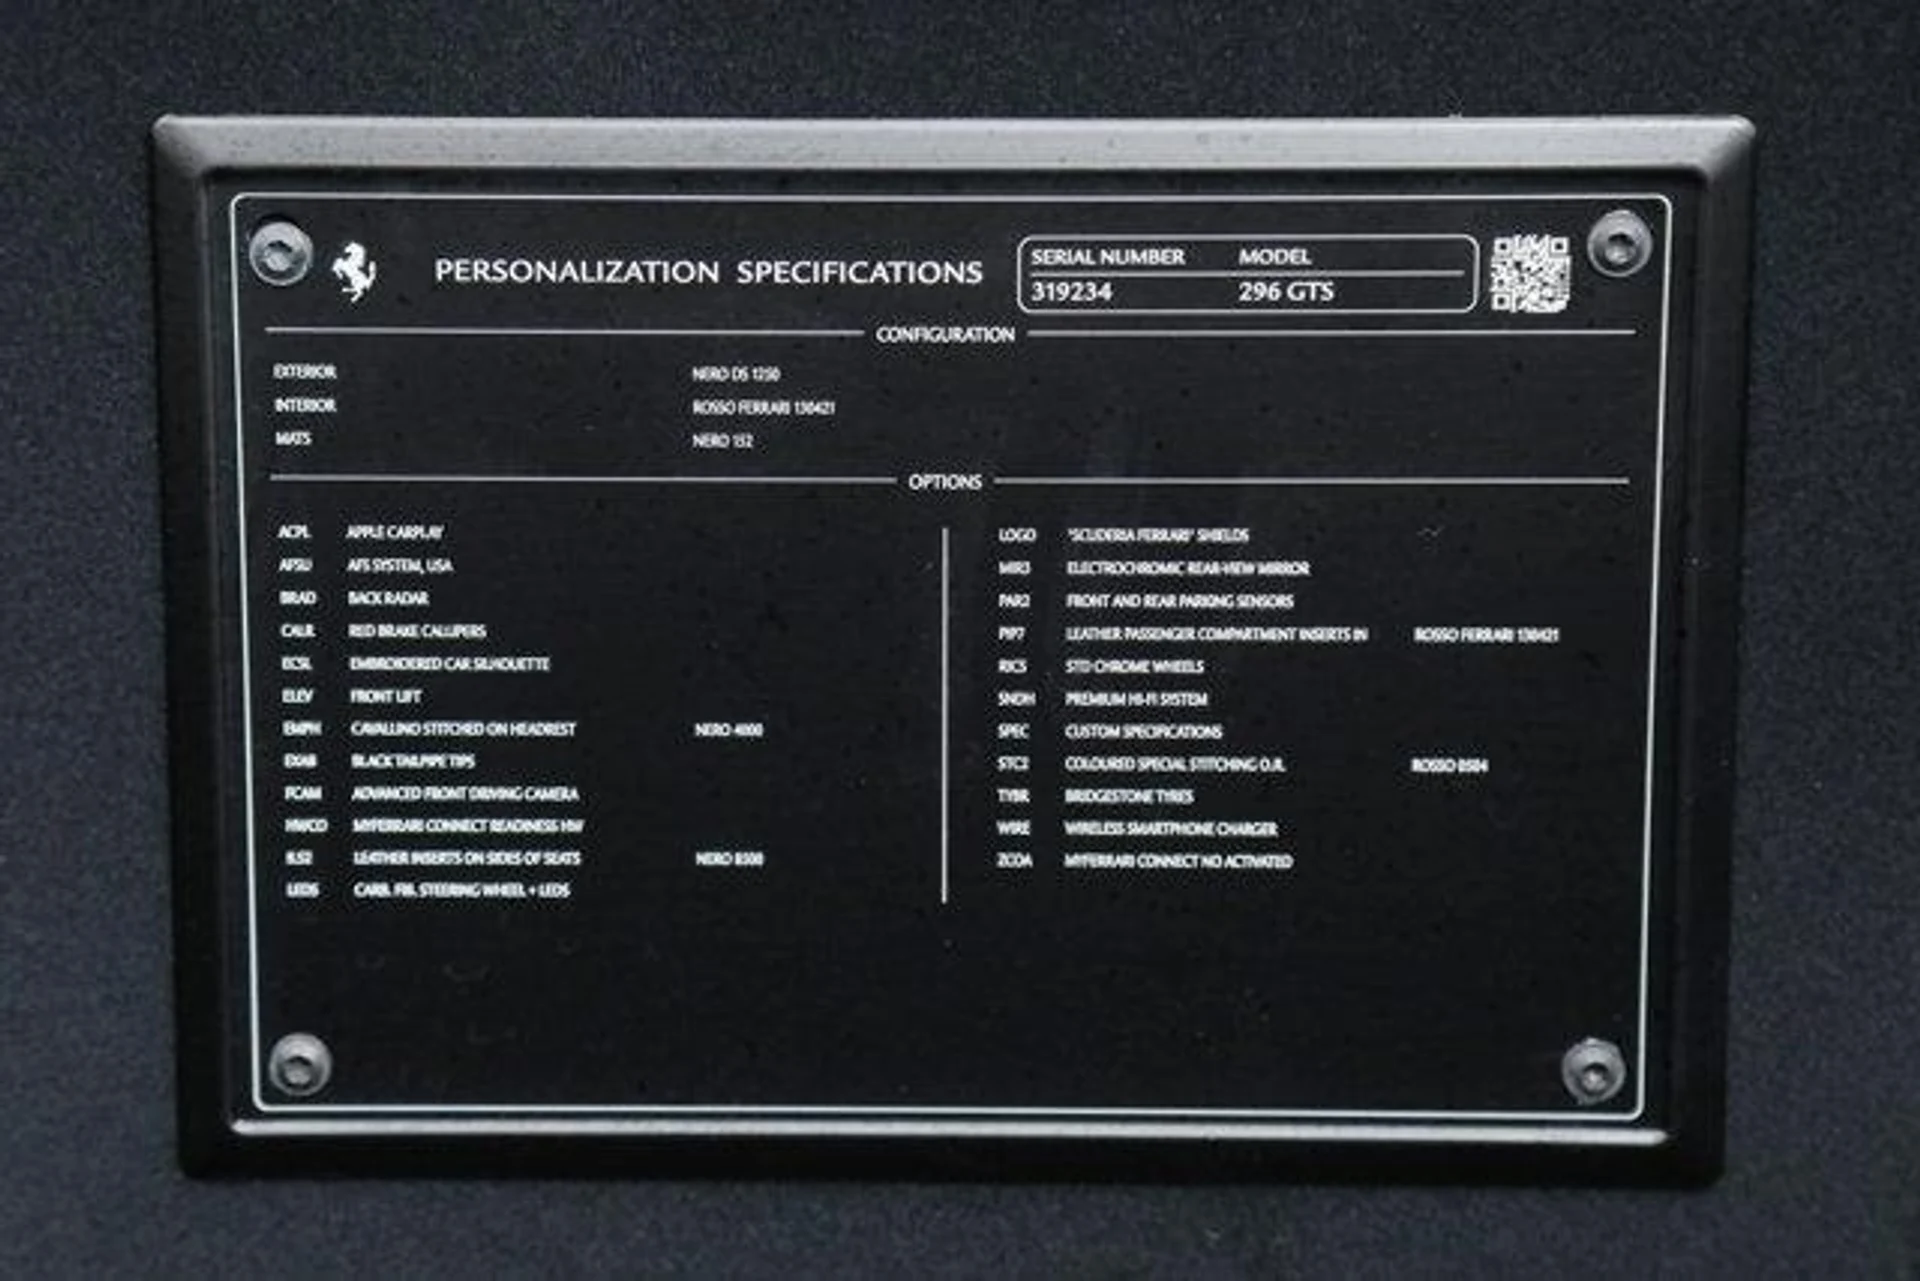 PERSONALIZATION SPECIFICATIONS
SERIAL NUMBER MODEL
319234 296 GTS
CONFIGURATION
EXTERIOR NERO DS 1250
INTERIOR ROSSO FERRARI 130421
MATS NERO 152
OPTIONS
ACPL APPLE CARPLAY
AFSU AFS SYSTEM, USA
BRAD BACK RADAR
CALR RED BRAKE CALLIPERS
ECSL EMBROIDERED CAR SILHOUETTE
ELEV FRONT LIFT
EMPH CAVALLINO STITCHED ON HEADREST NERO 4000
EXAB BLACK TAILPIPE TIPS
FCAM ADVANCED FRONT DRIVING CAMERA
HWCO MYFERRARI CONNECT READINESS HW
ILS2 LEATHER INSERTS ON SIDES OF SEATS NERO 8500
LEDS CARB. FIB. STEERING WHEEL + LEDS
LOGO "SCUDERIA FERRARI" SHIELDS
MIR3 ELECTROCHROMIC REAR-VIEW MIRROR
PAR2 FRONT AND REAR PARKING SENSORS
PIP7 LEATHER PASSENGER COMPARTMENT INSERTS IN ROSSO FERRARI 130421
RICS STD CHROME WHEELS
SNDH PREMIUM HI-FI SYSTEM
SPEC CUSTOM SPECIFICATIONS
STC2 COLOURED SPECIAL STITCHING O.R. ROSSO
TYBR BRIDGESTONE TYRES
WIRE WIRELESS SMARTPHONE CHARGER
ZCOA MYFERRARI CONNECT NO ACTIVATED